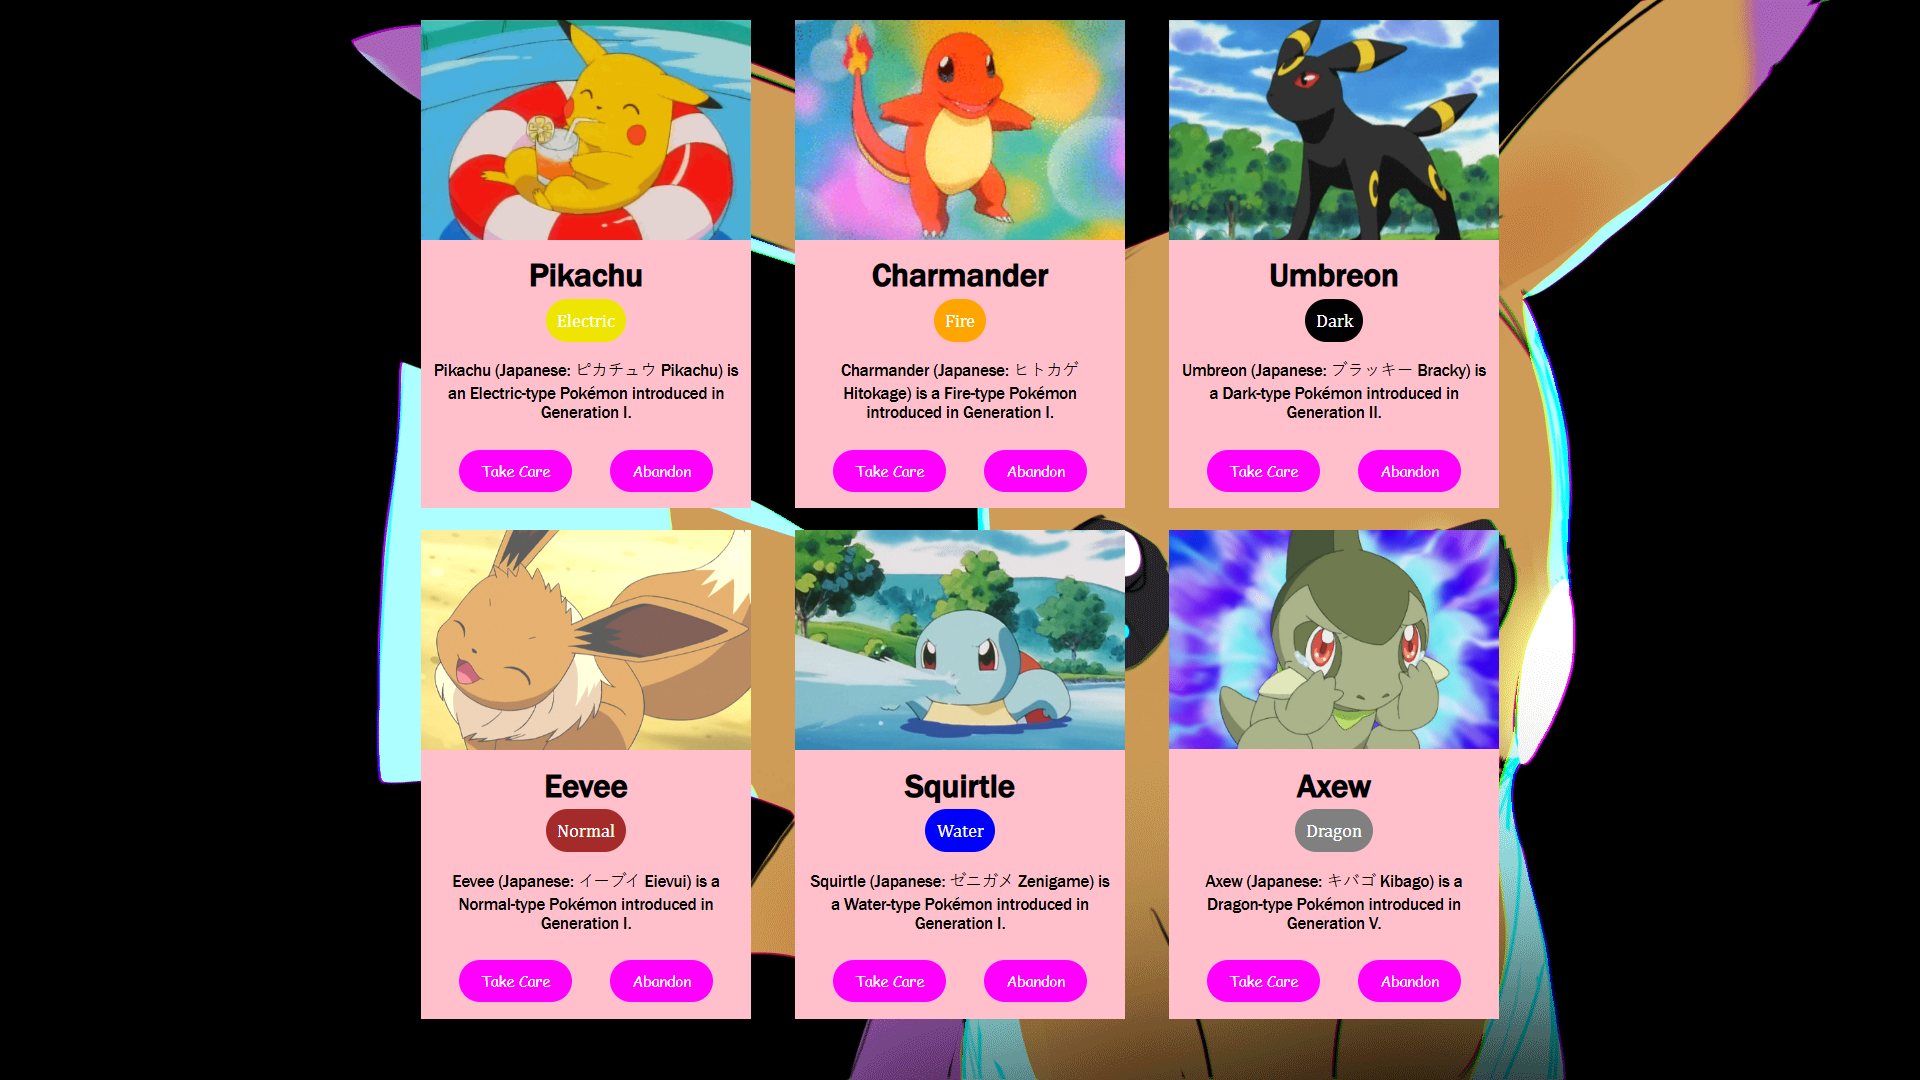 Pikachu
Electric
Pikachu (Japanese: ピカチュウ Pikachu) is
an Electric-type Pokémon introduced in
Generation I.
Take Care
Abandon
Charmander
Fire
Charmander (Japanese: ヒトカゲ
Hitokage) is a Fire-type Pokémon
introduced in Generation I.
Take Care
Abandon
Umbreon
Dark
Umbreon (Japanese: ブラッキー Bracky) is
a Dark-type Pokémon introduced in
Generation II.
Take Care
Abandon
Eevee
Normal
Eevee (Japanese: イーブイ Eievui) is a
Normal-type Pokémon introduced in
Generation I.
Take Care
Abandon
Squirtle
Water
Squirtle (Japanese: ゼニガメ Zenigame) is
a Water-type Pokémon introduced in
Generation I.
Take Care
Abandon
Axew
Dragon
Axew (Japanese: キバゴ Kibago) is a
Dragon-type Pokémon introduced in
Generation V.
Take Care
Abandon